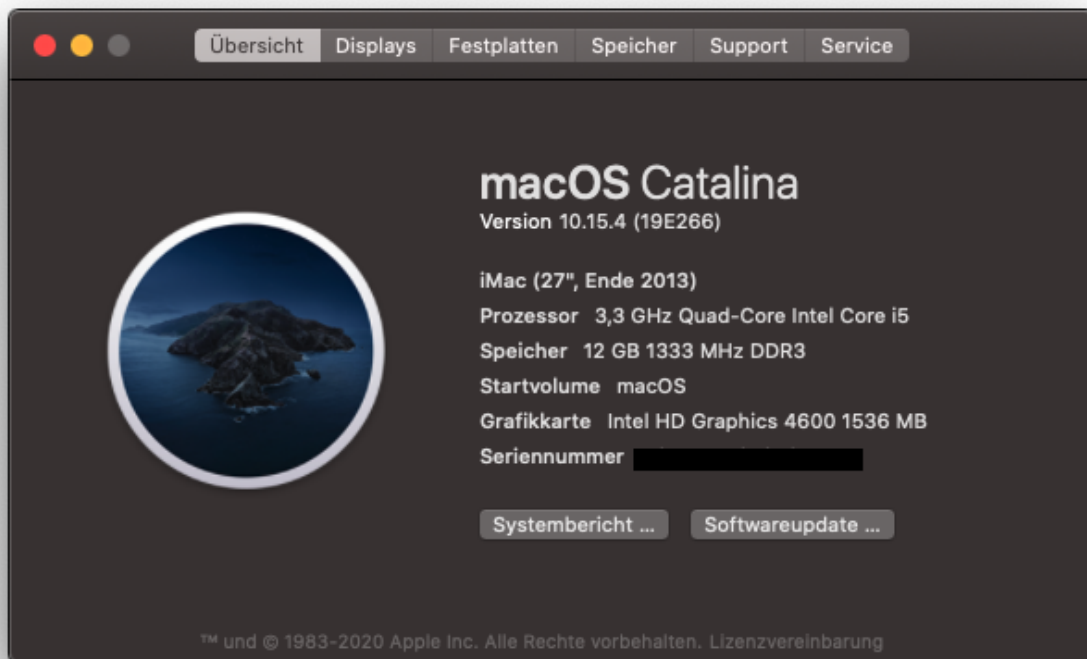 Übersicht Displays Festplatten Speicher Support Service
macOS Catalina
Version 10.15.4 (19E266)
iMac (27", Ende 2013)
Prozessor 3,3 GHz Quad-Core Intel Core i5
Speicher 12 GB 1333 MHz DDR3
Startvolume macOS
Grafikkarte Intel HD Graphics 4600 1536 MB
Seriennummer
Systembericht ... Softwareupdate ...
™ und © 1983-2020 Apple Inc. Alle Rechte vorbehalten. Lizenzvereinbarung